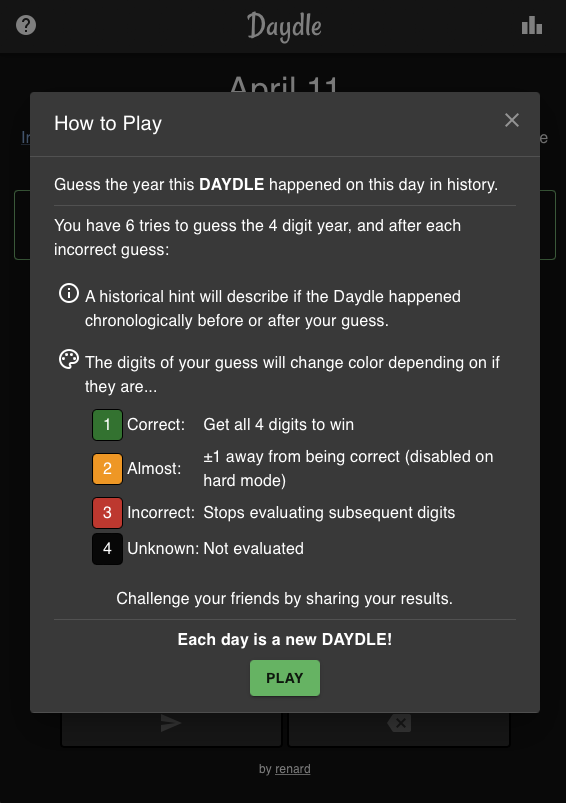 Daydle
April 11
How to Play
Guess the year this DAYDLE happened on this day in history.
You have 6 tries to guess the 4 digit year, and after each
incorrect guess:
A historical hint will describe if the Daydle happened
chronologically before or after your guess.
The digits of your guess will change color depending on if
they are...
1 Correct: Get all 4 digits to win
2 Almost: ±1 away from being correct (disabled on
hard mode)
3 Incorrect: Stops evaluating subsequent digits
4 Unknown: Not evaluated
Challenge your friends by sharing your results.
Each day is a new DAYDLE!
PLAY
by renard